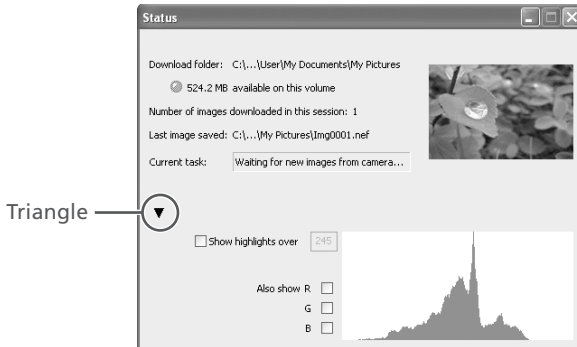 Status
Download folder: C:\...\User\My Documents\My Pictures
524.2 MB available on this volume
Number of images downloaded in this session: 1
Last image saved: C:\...\My Pictures\Img0001.nef
Current task: Waiting for new images from camera...
Triangle
Show highlights over 245
Also show R
G
B